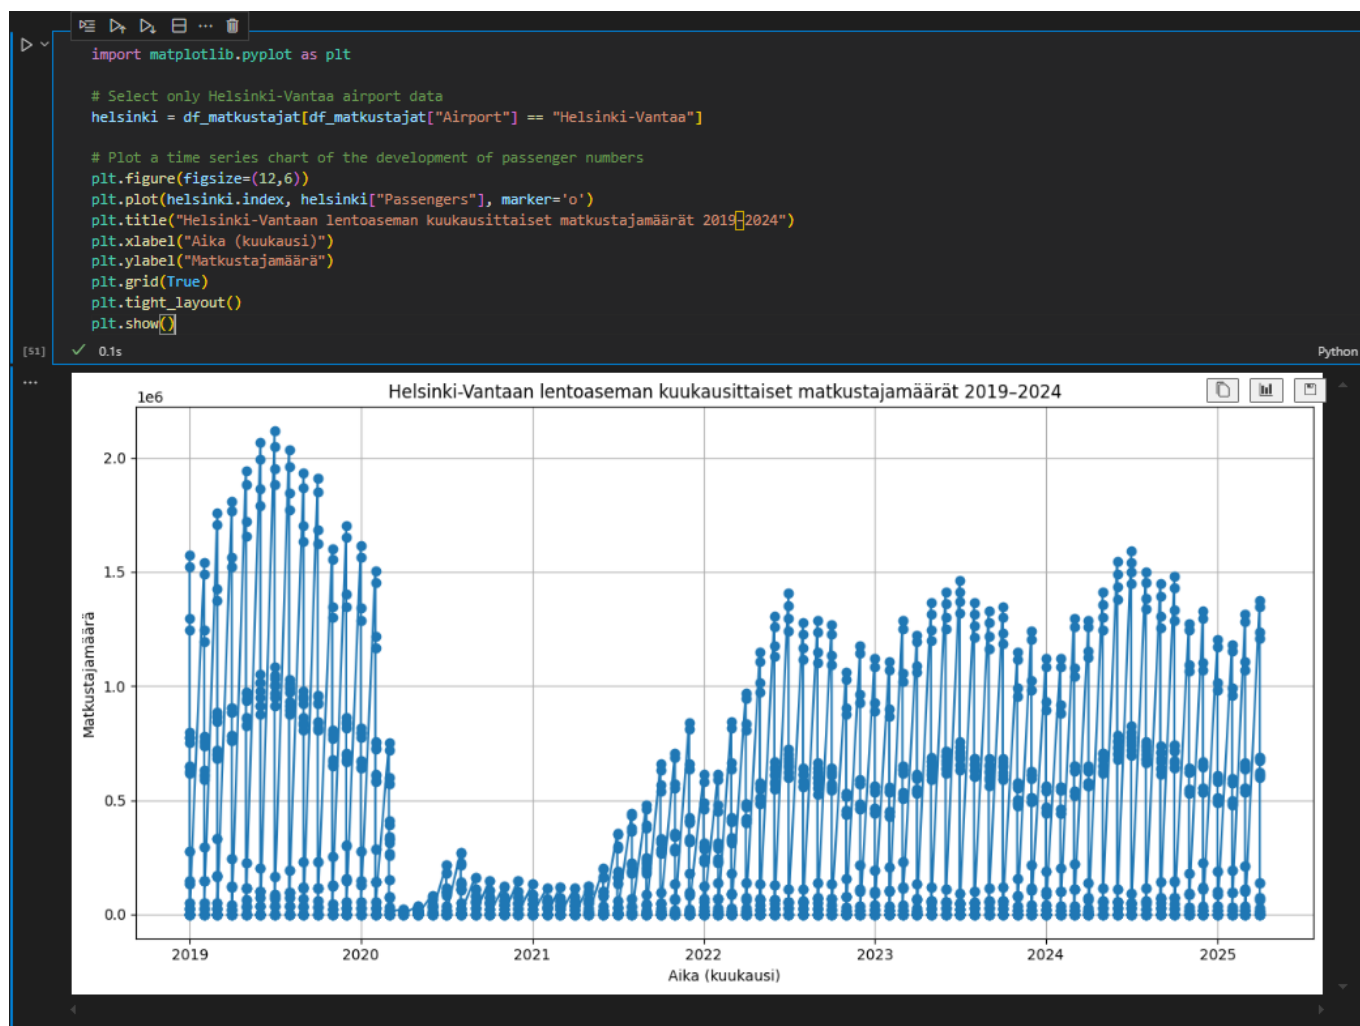 import matplotlib.pyplot as plt
# Select only Helsinki-Vantaa airport data
helsinki = df_matkustajat[df_matkustajat["Airport"] == "Helsinki-Vantaa"]
# Plot a time series chart of the development of passenger numbers
plt.figure(figsize=(12,6))
plt.plot(helsinki.index, helsinki["Passengers"], marker='o')
plt.title("Helsinki-Vantaan lentoaseman kuukausittaiset matkustajamäärät 2019–2024")
plt.xlabel("Aika (kuukausi)")
plt.ylabel("Matkustajamäärä")
plt.grid(True)
plt.tight_layout()
plt.show()
[51]
0.1s
Python
Helsinki-Vantaan lentoaseman kuukausittaiset matkustajamäärät 2019–2024
1e6
2.0
1.5
1.0
0.5
0.0
Matkustajamäärä
2019 2020 2021 2022 2023 2024 2025
Aika (kuukausi)